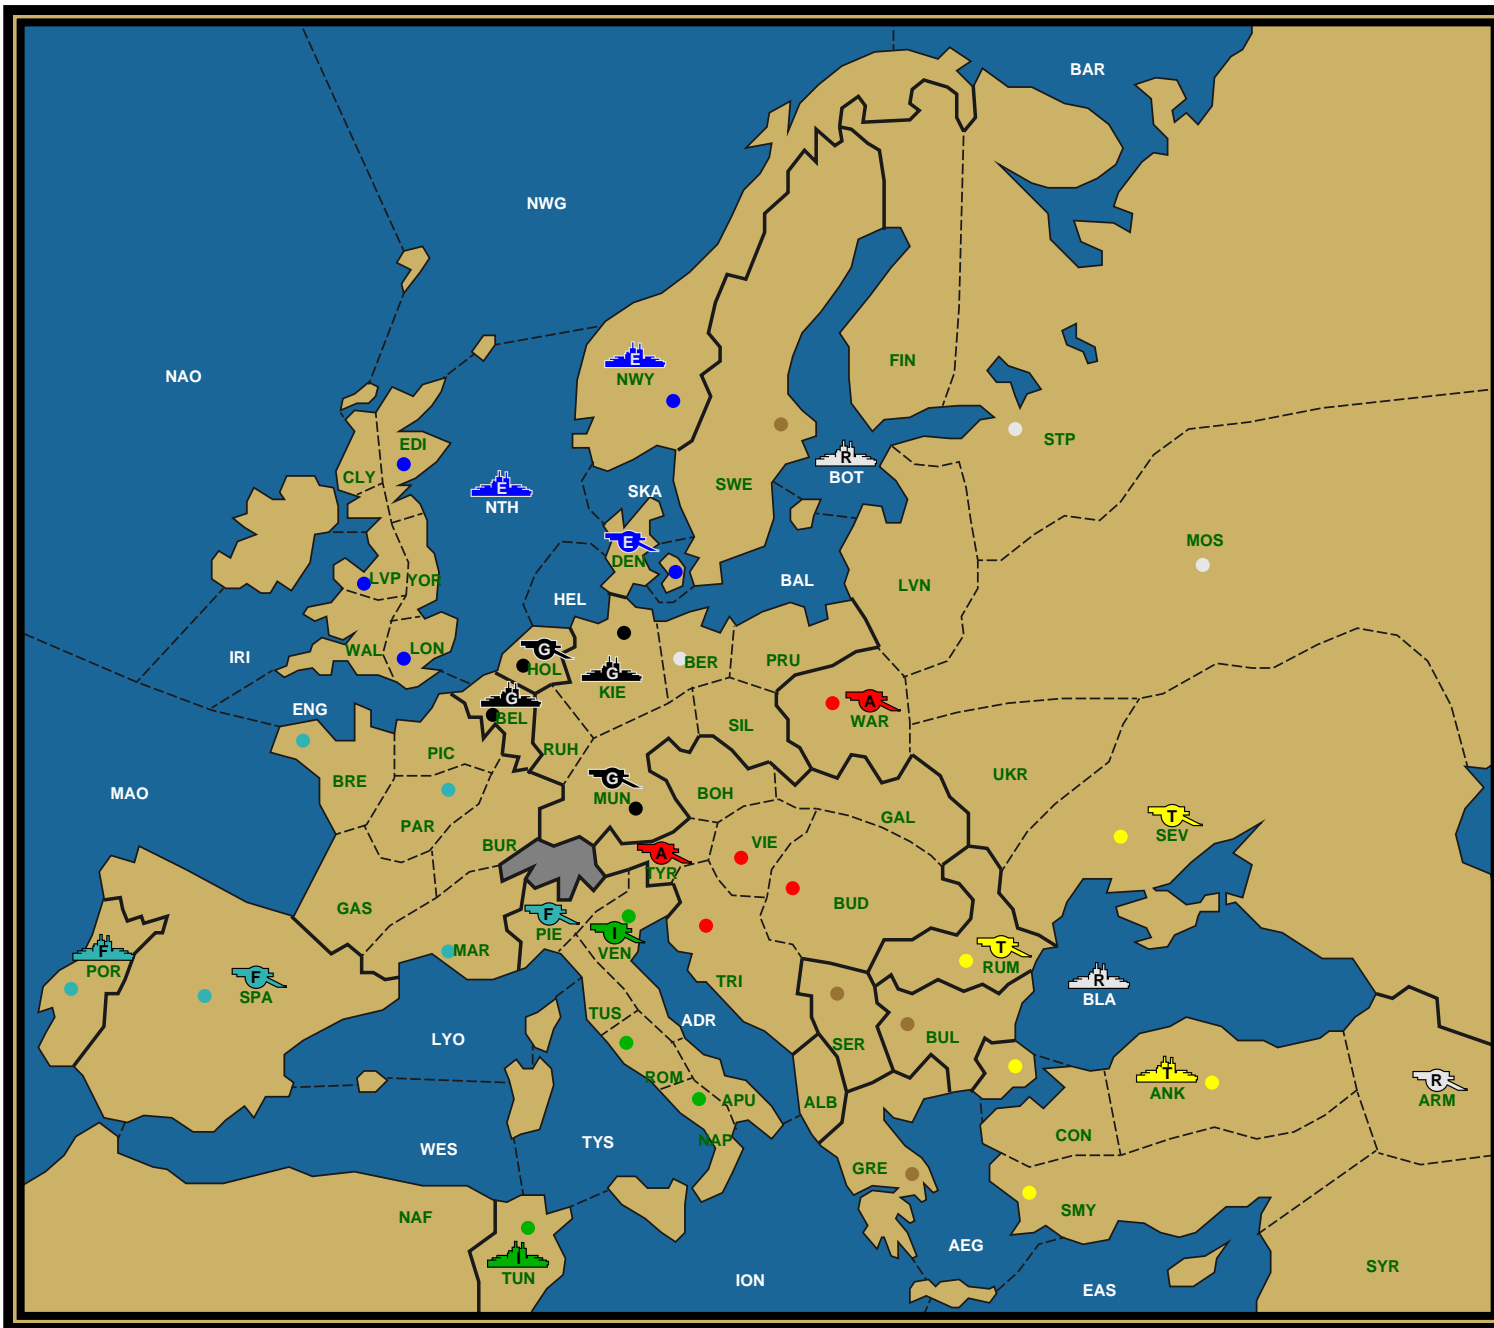 BAR
NWG
NAO
FIN
E
NWY
STP
EDI
CLY
R
BOT
SWE
SKA
E
NTH
MOS
E
DEN
BAL
LVN
LVP
YOR
HEL
IRI
WAL
LON
G
HOL
G
KIE
BER
PRU
ENG
G
BEL
A
WAR
SIL
PIC
RUH
BRE
UKR
G
MUN
BOH
MAO
PAR
GAL
T
SEV
BUR
VIE
A
TYR
GAS
BUD
F
PIE
I
VEN
F
POR
MAR
T
RUM
F
SPA
TRI
R
BLA
TUS
ADR
LYO
SER
BUL
ROM
APU
ALB
T
ANK
R
ARM
CON
WES
TYS
NAP
GRE
SMY
NAF
AEG
I
TUN
ION
EAS
SYR